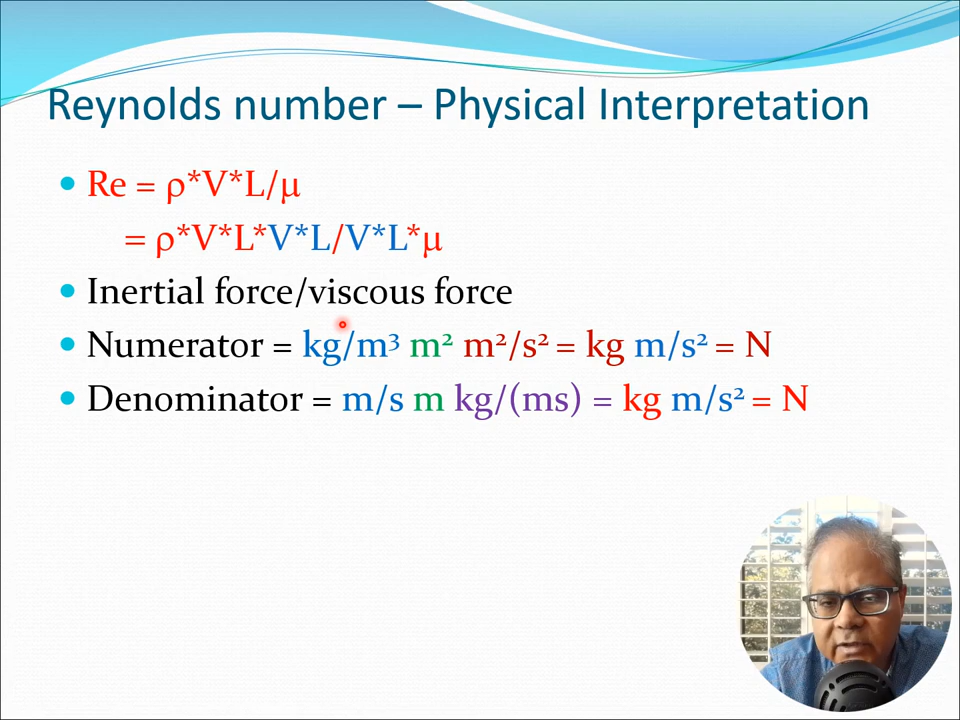 Reynolds number – Physical Interpretation
• Re = ρ*V*L/μ
= ρ*V*L*V*L/V*L*μ
• Inertial force/viscous force
• Numerator = kg/m³ m² m²/s² = kg m/s² = N
• Denominator = m/s m kg/(ms) = kg m/s² = N